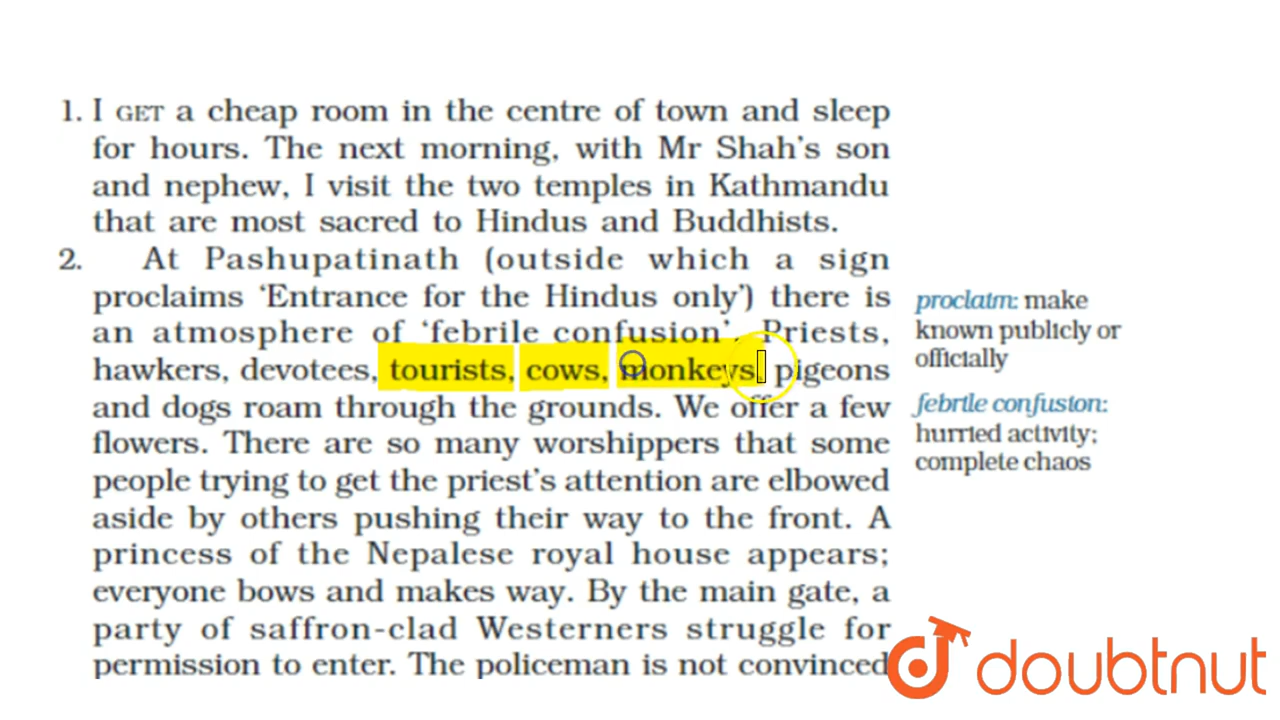 1. I GET a cheap room in the centre of town and sleep
for hours. The next morning, with Mr Shah's son
and nephew, I visit the two temples in Kathmandu
that are most sacred to Hindus and Buddhists.
2. At Pashupatinath (outside which a sign
proclaims 'Entrance for the Hindus only') there is
an atmosphere of 'febrile confusion'. Priests,
hawkers, devotees, tourists, cows, monkeys, pigeons
and dogs roam through the grounds. We offer a few
flowers. There are so many worshippers that some
people trying to get the priest's attention are elbowed
aside by others pushing their way to the front. A
princess of the Nepalese royal house appears;
everyone bows and makes way. By the main gate, a
party of saffron-clad Westerners struggle for
permission to enter. The policeman is not convinced
proclaim: make
known publicly or
officially
febrile confusion:
hurried activity;
complete chaos
doubtnut